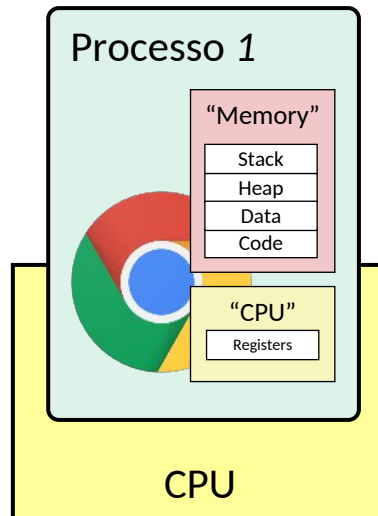 Processo 1
“Memory”
Stack
Heap
Data
Code
“CPU”
Registers
CPU